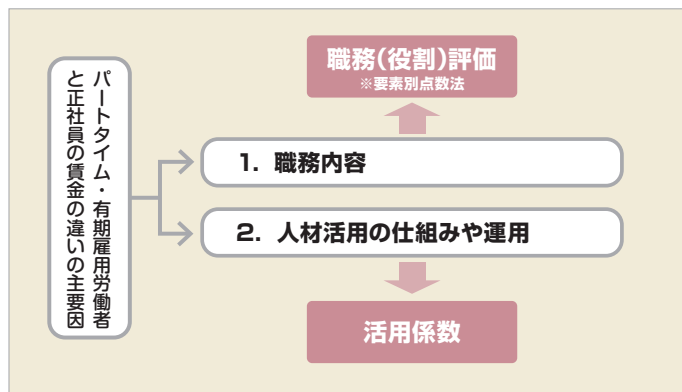 パートタイム・有期雇用労働者
と正社員の賃金の違いの主要因
職務(役割)評価
※要素別点数法
1. 職務内容
2. 人材活用の仕組みや運用
活用係数